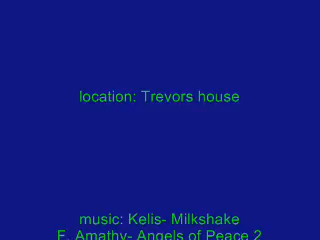 location: Trevors house
music: Kelis- Milkshake
F. Amathy- Angels of Peace 2